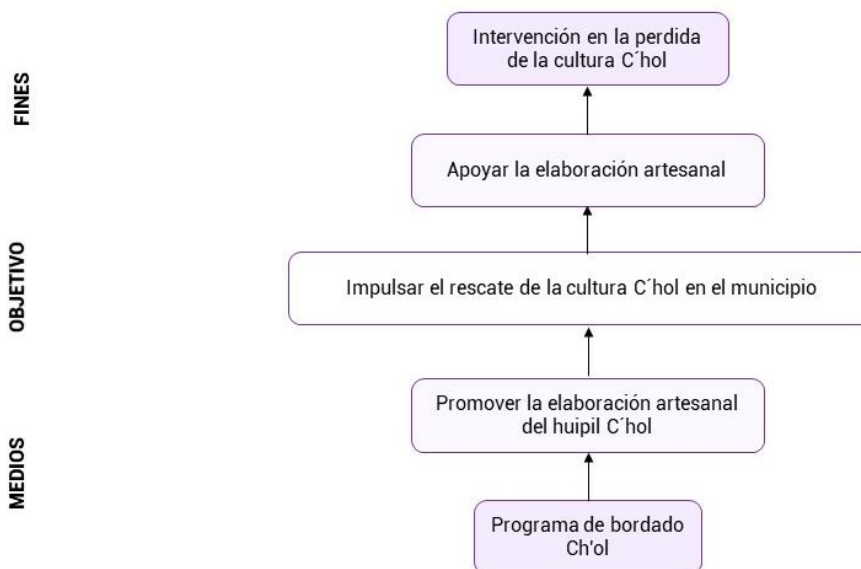 FINES
Intervención en la perdida
de la cultura C´hol
Apoyar la elaboración artesanal
OBJETIVO
Impulsar el rescate de la cultura C´hol en el municipio
MEDIOS
Promover la elaboración artesanal
del huipil C´hol
Programa de bordado
Ch'ol